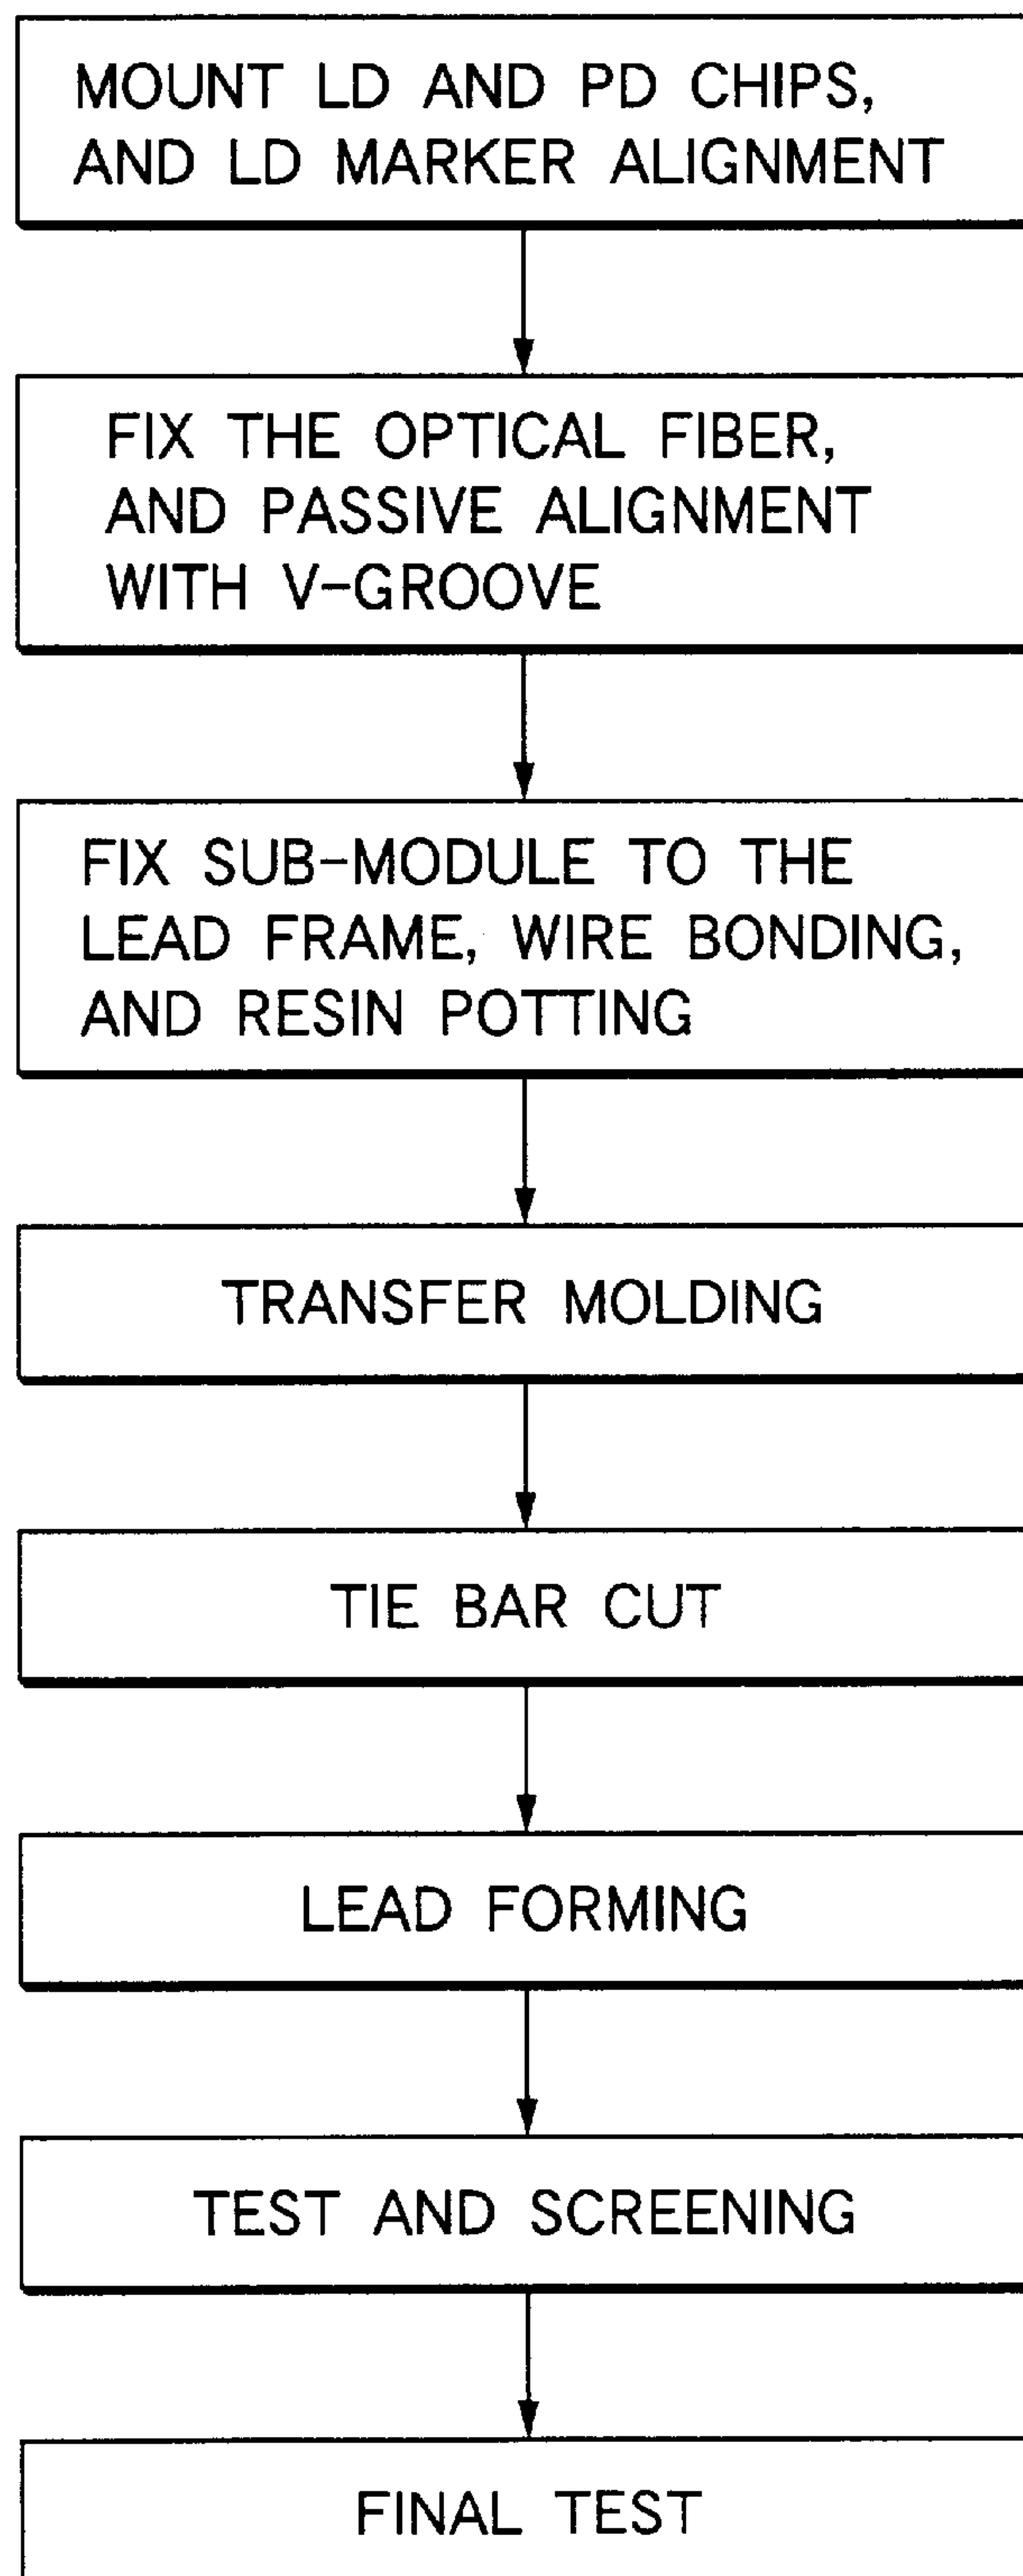 MOUNT LD AND PD CHIPS,
AND LD MARKER ALIGNMENT
FIX THE OPTICAL FIBER,
AND PASSIVE ALIGNMENT
WITH V-GROOVE
FIX SUB-MODULE TO THE
LEAD FRAME, WIRE BONDING,
AND RESIN POTTING
TRANSFER MOLDING
TIE BAR CUT
LEAD FORMING
TEST AND SCREENING
FINAL TEST